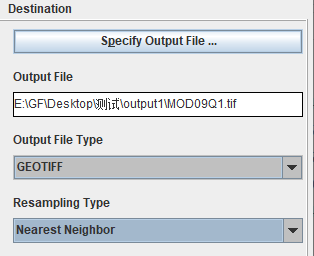 Destination
Specify Output File ...
Output File
E:\GF\Desktop\测试\output1\MOD09Q1.tif
Output File Type
GEOTIFF
Resampling Type
Nearest Neighbor